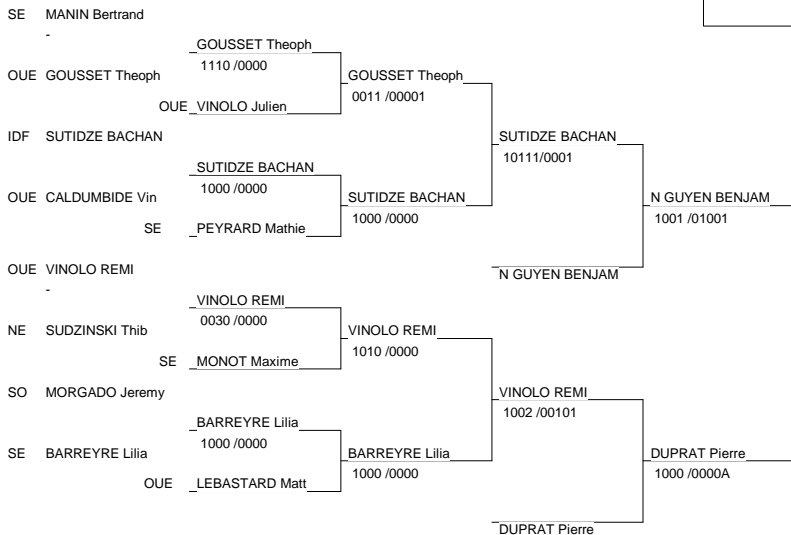 SE MANIN Bertrand
-
GOUSSET Theoph
1110 /0000
OUE GOUSSET Theoph
GOUSSET Theoph
0011 /00001
OUE VINOLO Julien
IDF SUTIDZE BACHAN
SUTIDZE BACHAN
10111/0001
SUTIDZE BACHAN
1000 /0000
OUE CALDUMBIDE Vin
SUTIDZE BACHAN
1000 /0000
N GUYEN BENJAM
1001 /01001
SE PEYRARD Mathie
OUE VINOLO REMI
-
N GUYEN BENJAM
VINOLO REMI
0030 /0000
NE SUDZINSKI Thib
VINOLO REMI
1010 /0000
SE MONOT Maxime
SO MORGADO Jeremy
VINOLO REMI
1002 /00101
BARREYRE Lilia
1000 /0000
SE BARREYRE Lilia
BARREYRE Lilia
1000 /0000
DUPRAT Pierre
1000 /0000A
OUE LEBASTARD Matt
DUPRAT Pierre